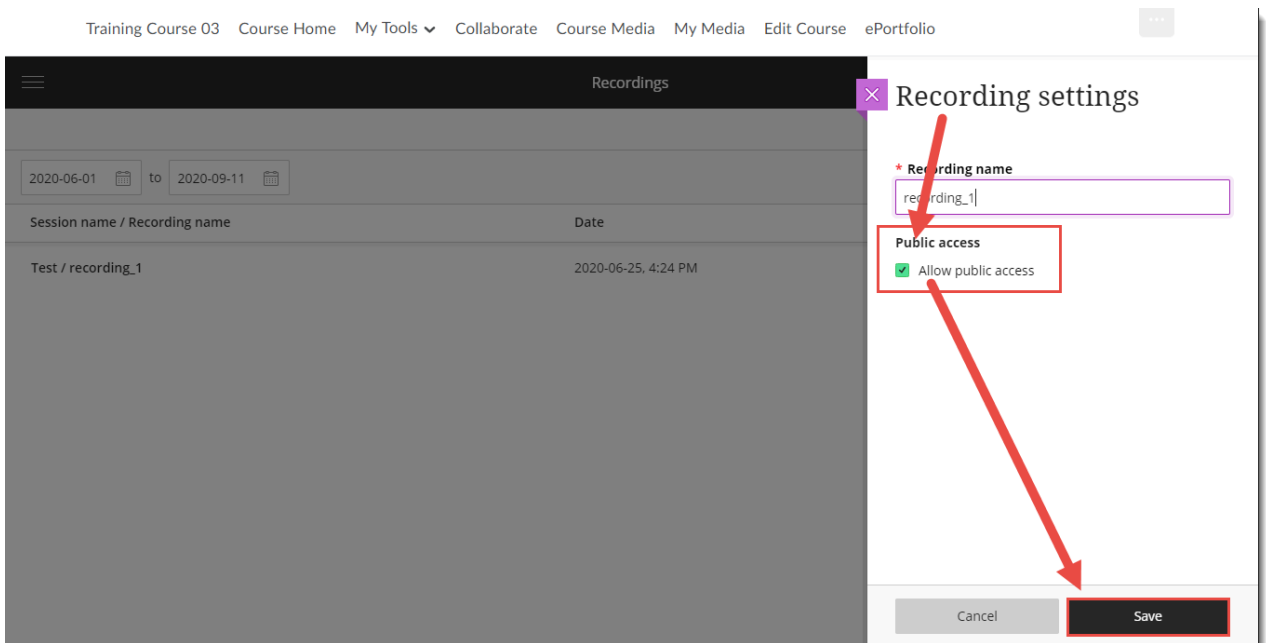 Training Course 03 Course Home My Tools Collaborate Course Media My Media Edit Course ePortfolio
Recordings
2020-06-01 to 2020-09-11
Session name / Recording name Date
Test / recording_1 2020-06-25, 4:24 PM
Recording settings
* Recording name
recording_1
Public access
Allow public access
Cancel Save